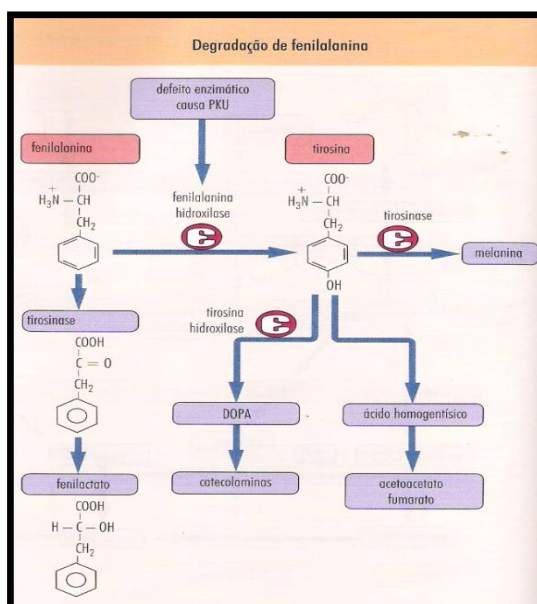 Degradação de fenilalanina
defeito enzimático
causa PKU
fenilalanina
tirosina
COO-
H3N+ — CH
CH2
fenilalanina
hidroxilase
E
COO-
H3N+ — CH
CH2
OH
tirosinase
E
melanina
tirosinase
COOH
C = O
CH2
tirosina
hidroxilase
E
DOPA
ácido homogentísico
fenilactato
COOH
H — C — OH
CH2
catecolaminas
acetoacetato
fumarato